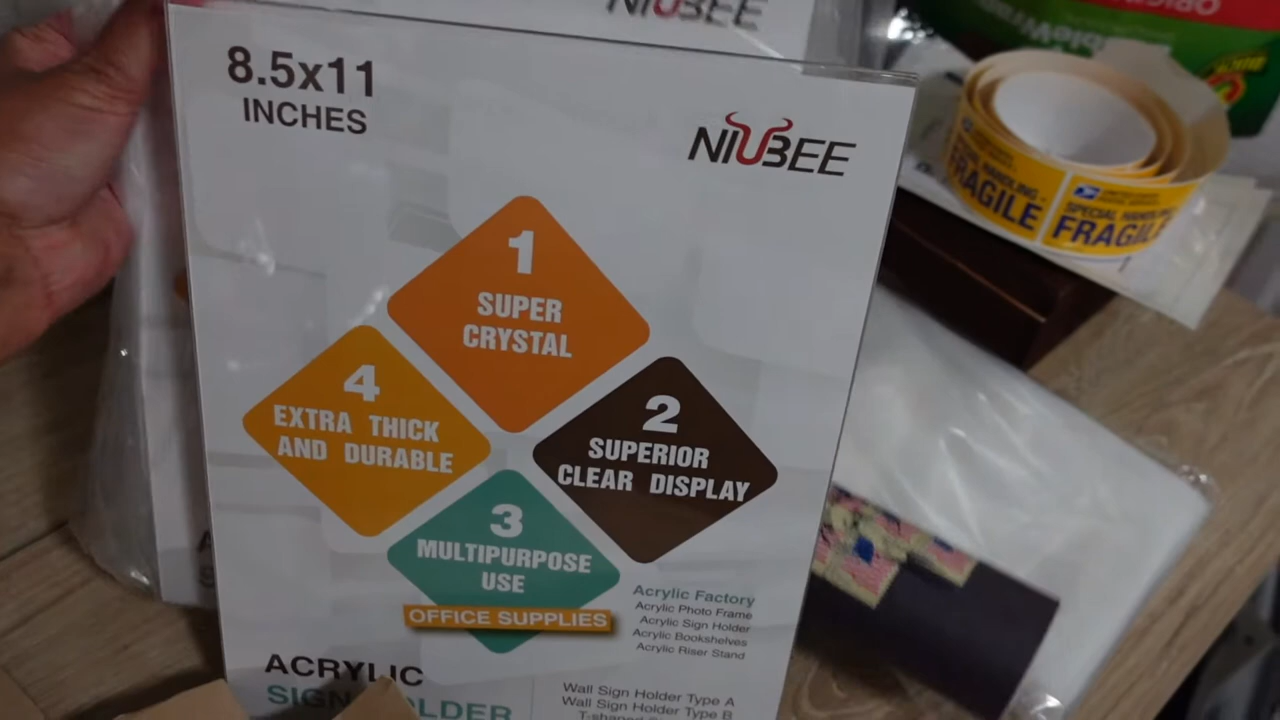 NIUBEE
8.5x11
INCHES
NIUBEE
1
SUPER
CRYSTAL
4
EXTRA THICK
AND DURABLE
2
SUPERIOR
CLEAR DISPLAY
3
MULTIPURPOSE
USE
OFFICE SUPPLIES
Acrylic Factory
Acrylic Photo Frame
Acrylic Sign Holder
Acrylic Bookshelves
Acrylic Riser Stand
ACRYLIC
Wall Sign Holder Type A
Wall Sign Holder Type B
T-shaped
HANDLING
FRAGILE
SPECIAL HANDLING
FRAGILE